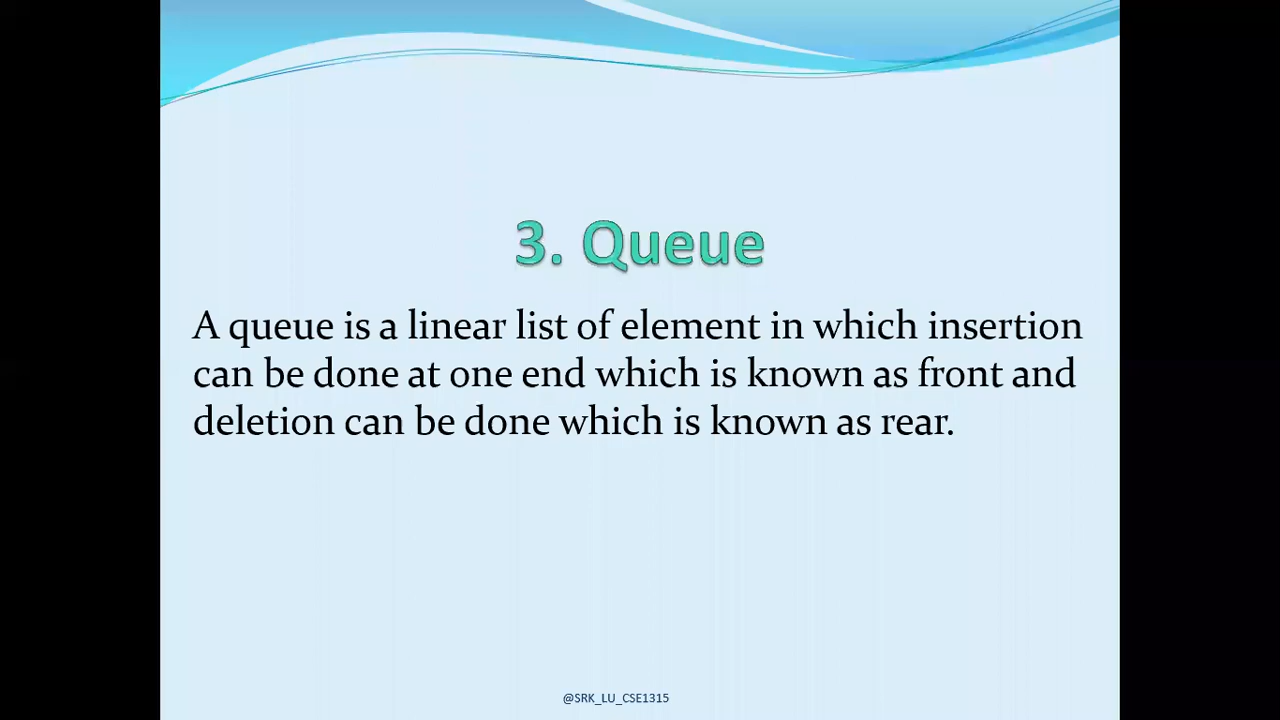 3. Queue
A queue is a linear list of element in which insertion
can be done at one end which is known as front and
deletion can be done which is known as rear.
@SRK_LU_CSE1315